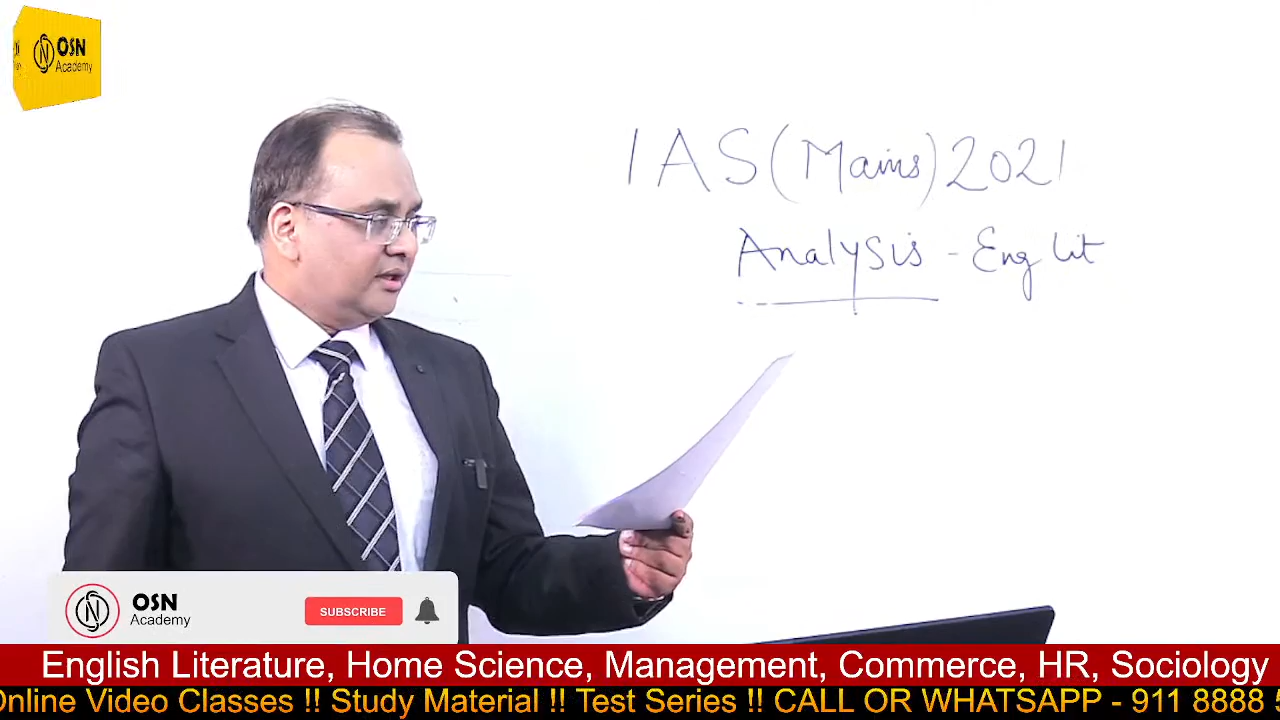 OSN
Academy
IAS (Mains) 2021
Analysis - Eng Lit
OSN
Academy
SUBSCRIBE
English Literature, Home Science, Management, Commerce, HR, Sociology
Online Video Classes !! Study Material !! Test Series !! CALL OR WHATSAPP - 911 8888